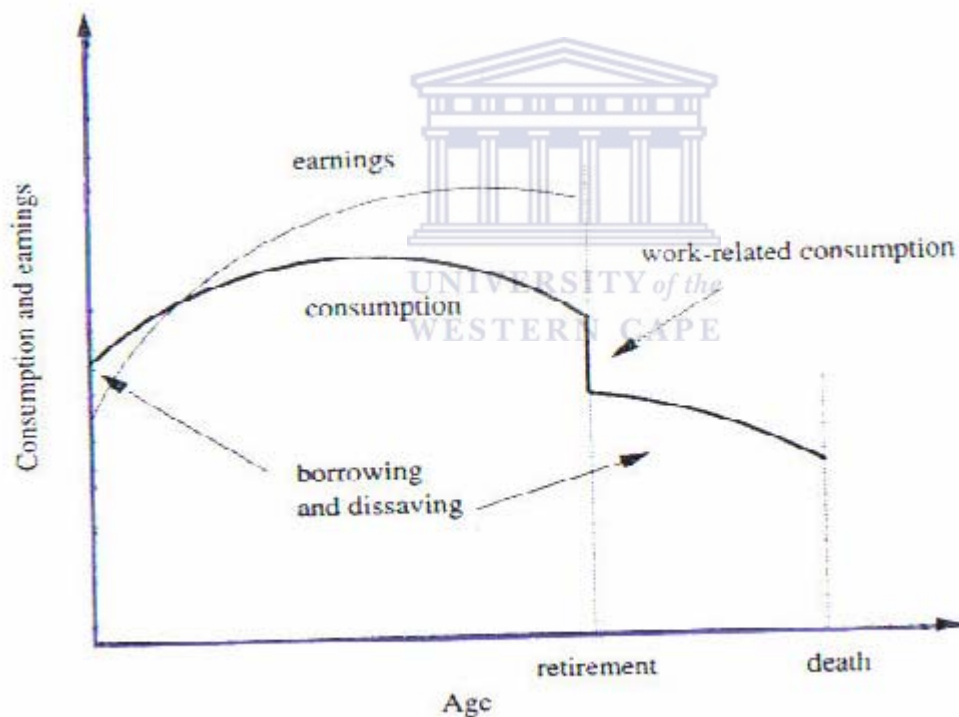 Consumption and earnings
earnings
work-related consumption
UNIVERSITY of the
WESTERN CAPE
consumption
borrowing
and dissaving
retirement
death
Age